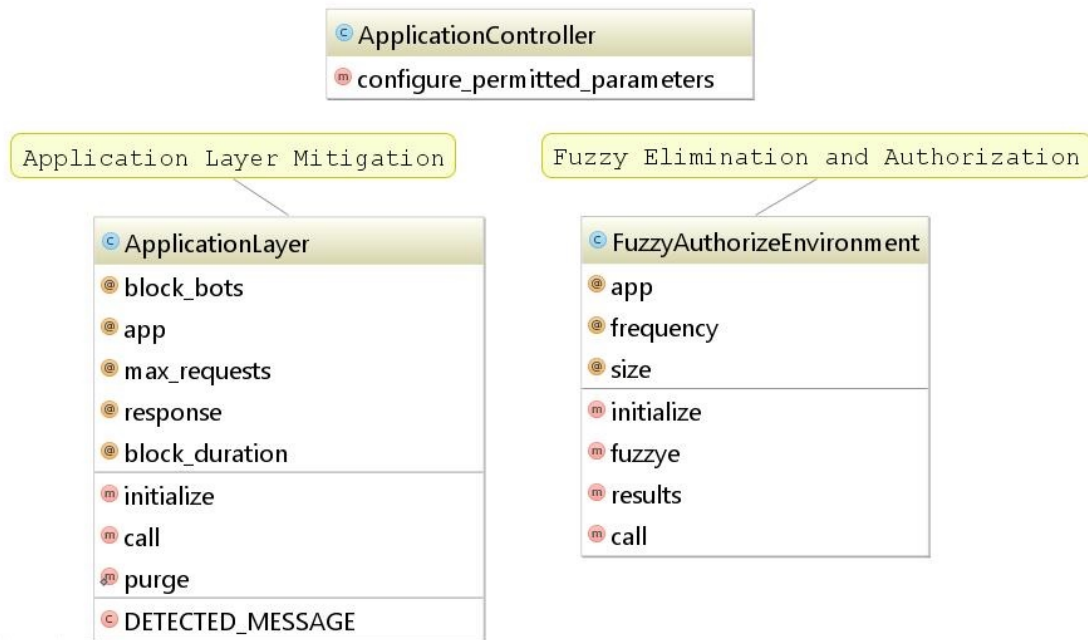 ApplicationController
configure_permitted_parameters
Application Layer Mitigation
Fuzzy Elimination and Authorization
ApplicationLayer
block_bots
app
max_requests
response
block_duration
initialize
call
purge
DETECTED_MESSAGE
FuzzyAuthorizeEnvironment
app
frequency
size
initialize
fuzzye
results
call